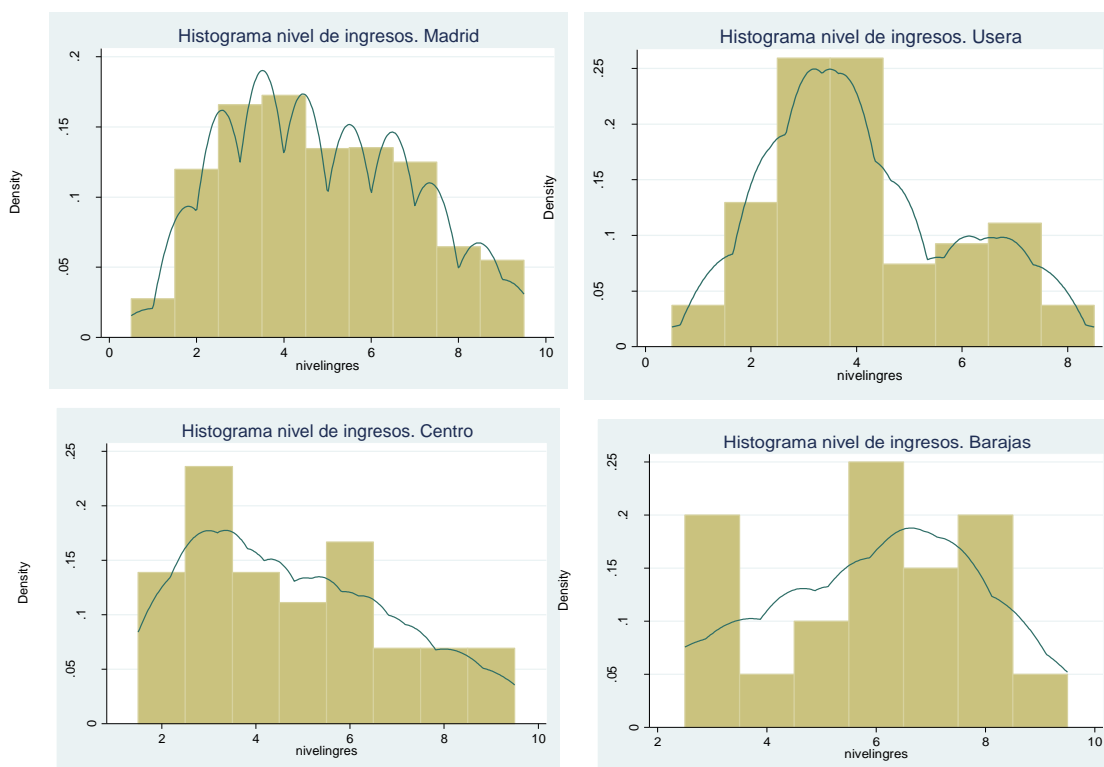 Histograma nivel de ingresos. Madrid
.2
.15
.1
.05
0
Density
0 2 4 6 8 10
nivelingres
Histograma nivel de ingresos. Usera
.25
.2
.15
.1
.05
0
Density
0 2 4 6 8
nivelingres
Histograma nivel de ingresos. Centro
.25
.2
.15
.1
.05
0
Density
2 4 6 8 10
nivelingres
Histograma nivel de ingresos. Barajas
.25
.2
.15
.1
.05
0
Density
2 4 6 8 10
nivelingres